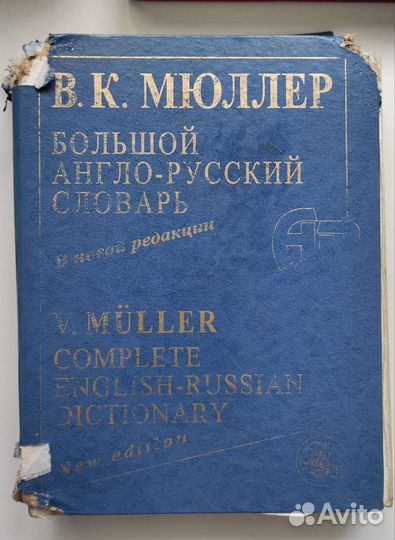 В. К. МЮЛЛЕР
БОЛЬШОЙ
АНГЛО-РУССКИЙ
СЛОВАРЬ
В новой редакции
V. MÜLLER
COMPLETE
ENGLISH-RUSSIAN
DICTIONARY
New edition
Avito